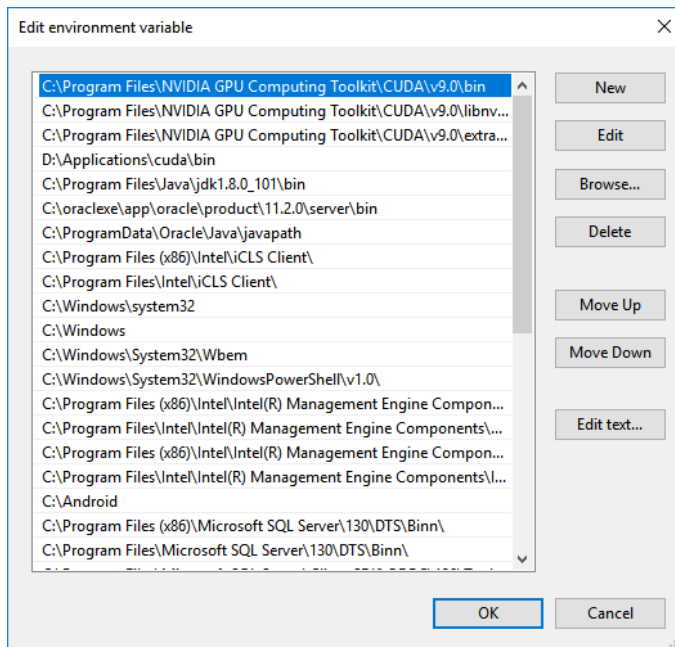 Edit environment variable
C:\Program Files\NVIDIA GPU Computing Toolkit\CUDA\v9.0\bin
New
C:\Program Files\NVIDIA GPU Computing Toolkit\CUDA\v9.0\libnv...
C:\Program Files\NVIDIA GPU Computing Toolkit\CUDA\v9.0\extra...
Edit
D:\Applications\cuda\bin
C:\Program Files\Java\jdk1.8.0_101\bin
Browse...
C:\oraclexe\app\oracle\product\11.2.0\server\bin
C:\ProgramData\Oracle\Java\javapath
Delete
C:\Program Files (x86)\Intel\iCLS Client\
C:\Program Files\Intel\iCLS Client\
C:\Windows\system32
Move Up
C:\Windows
C:\Windows\System32\Wbem
Move Down
C:\Windows\System32\WindowsPowerShell\v1.0\
C:\Program Files (x86)\Intel\Intel(R) Management Engine Compon...
C:\Program Files\Intel\Intel(R) Management Engine Components\...
Edit text...
C:\Program Files (x86)\Intel\Intel(R) Management Engine Compon...
C:\Program Files\Intel\Intel(R) Management Engine Components\I...
C:\Android
C:\Program Files (x86)\Microsoft SQL Server\130\DTS\Binn\
C:\Program Files\Microsoft SQL Server\130\DTS\Binn\
OK
Cancel